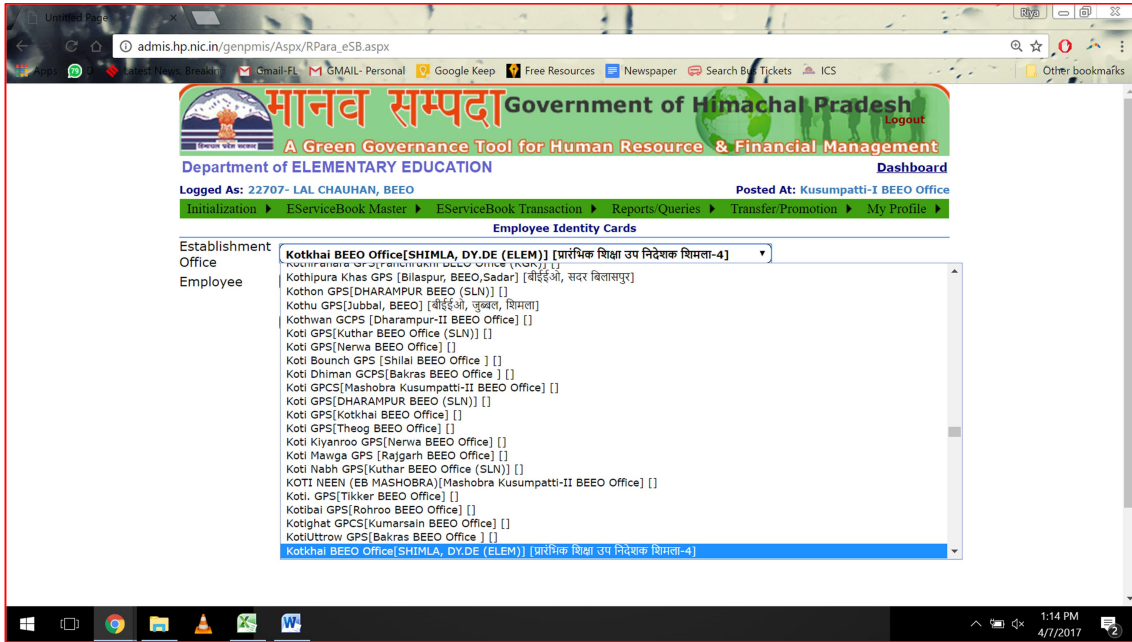 Untitled Page
Riya
admis.hp.nic.in/genpmis/Aspx/RPara_eSB.aspx
Apps
Latest News, Breaking
Gmail-FL
GMAIL- Personal
Google Keep
Free Resources
Newspaper
Search Bus Tickets
ICS
Other bookmarks
मानव सम्पदा Government of Himachal Pradesh
Logout
हिमाचल प्रदेश सरकार
A Green Governance Tool for Human Resource & Financial Management
Department of ELEMENTARY EDUCATION
Dashboard
Logged As: 22707- LAL CHAUHAN, BEEO
Posted At: Kusumpatti-I BEEO Office
Initialization EServiceBook Master EServiceBook Transaction Reports/Queries Transfer/Promotion My Profile
Employee Identity Cards
Establishment Office
Kotkhai BEEO Office[SHIMLA, DY.DE (ELEM)] [प्रारंभिक शिक्षा उप निदेशक शिमला-4]
Employee
Kothipura Khas GPS [Bilaspur, BEEO,Sadar] [बीईईओ, सदर बिलासपुर]
Kothon GPS[DHARAMPUR BEEO (SLN)] []
Kothu GPS[Jubbal, BEEO] [बीईईओ, जुब्बल, शिमला]
Kothwan GCPS [Dharampur-II BEEO Office] []
Koti GPS[Kuthar BEEO Office (SLN)] []
Koti GPS[Nerwa BEEO Office] []
Koti Bounch GPS [Shilai BEEO Office ] []
Koti Dhiman GCPS[Bakras BEEO Office ] []
Koti GPCS[Mashobra Kusumpatti-II BEEO Office] []
Koti GPS[DHARAMPUR BEEO (SLN)] []
Koti GPS[Kotkhai BEEO Office] []
Koti GPS[Theog BEEO Office] []
Koti Kiyanroo GPS[Nerwa BEEO Office] []
Koti Mawga GPS [Rajgarh BEEO Office] []
Koti Nabh GPS[Kuthar BEEO Office (SLN)] []
KOTI NEEN (EB MASHOBRA)[Mashobra Kusumpatti-II BEEO Office] []
Koti. GPS[Tikker BEEO Office] []
Kotibai GPS[Rohroo BEEO Office] []
Kotighat GPCS[Kumarsain BEEO Office] []
KotiUttrow GPS[Bakras BEEO Office ] []
Kotkhai BEEO Office[SHIMLA, DY.DE (ELEM)] [प्रारंभिक शिक्षा उप निदेशक शिमला-4]
1:14 PM
4/7/2017
2